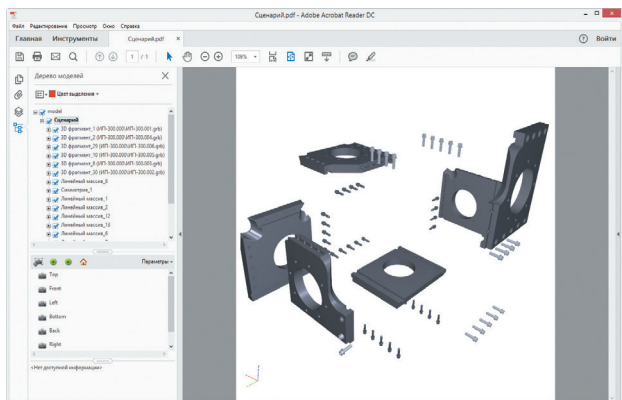 Сценарий.pdf - Adobe Acrobat Reader DC
Файл Редактирование Просмотр Окно Справка
Главная Инструменты Сценарий.pdf × ? Войти
1 / 1 109%
Дерево моделей
Цвет выделения
model
Сценарий
3D фрагмент_1 (ИП-300.000\ИП-300.001.grb)
3D фрагмент_2 (ИП-300.000\ИП-300.004.grb)
3D фрагмент_29 (ИП-300.000\ИП-300.006.grb)
3D фрагмент_10 (ИП-300.000\ИП-300.005.grb)
3D фрагмент_8 (ИП-300.000\ИП-300.003.grb)
3D фрагмент_30 (ИП-300.000\ИП-300.002.grb)
Линейный массив_8
Симметрия_1
Линейный массив_1
Линейный массив_2
Линейный массив_12
Линейный массив_18
Линейный массив_6
Параметры
Top
Front
Left
Bottom
Back
Right
<Нет доступной информации>